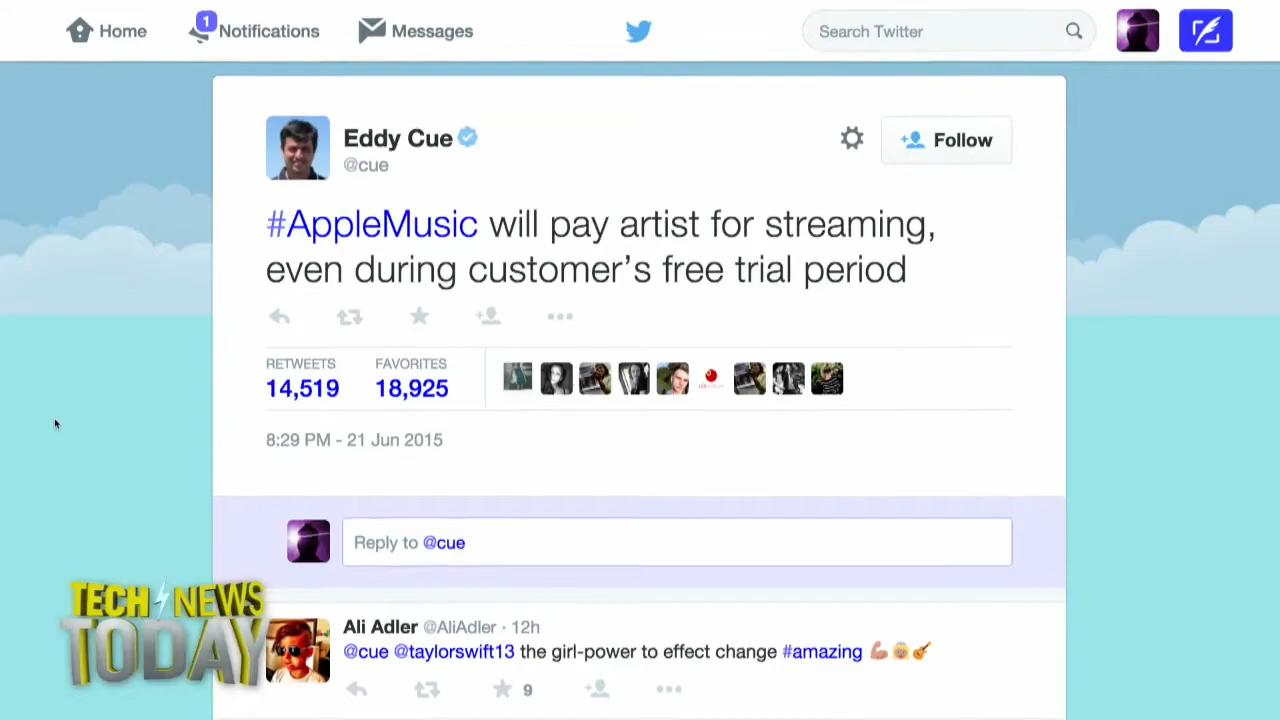 Home
1
Notifications
Messages
Search Twitter
Eddy Cue
@cue
Follow
#AppleMusic will pay artist for streaming,
even during customer’s free trial period
RETWEETS
FAVORITES
14,519
18,925
8:29 PM - 21 Jun 2015
Reply to @cue
TECH NEWS
TODAY
Ali Adler @AliAdler · 12h
@cue @taylorswift13 the girl-power to effect change #amazing 💪🏼👵🏼🎸
9